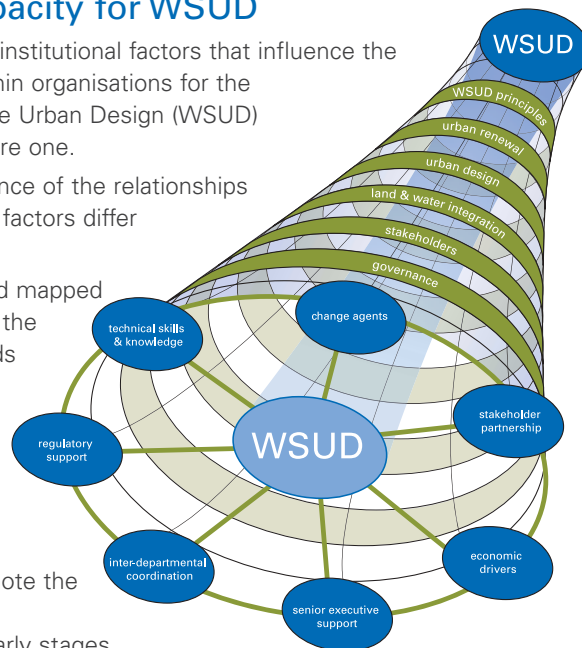 pacity for WSUD
institutional factors that influence the
hin organisations for the
e Urban Design (WSUD)
re one.
nce of the relationships
factors differ
d mapped
the
ds
ote the
arly stages
WSUD
WSUD principles
urban renewal
urban design
land & water integration
stakeholders
governance
change agents
technical skills
& knowledge
stakeholder
partnership
WSUD
regulatory
support
economic
drivers
inter-departmental
coordination
senior executive
support